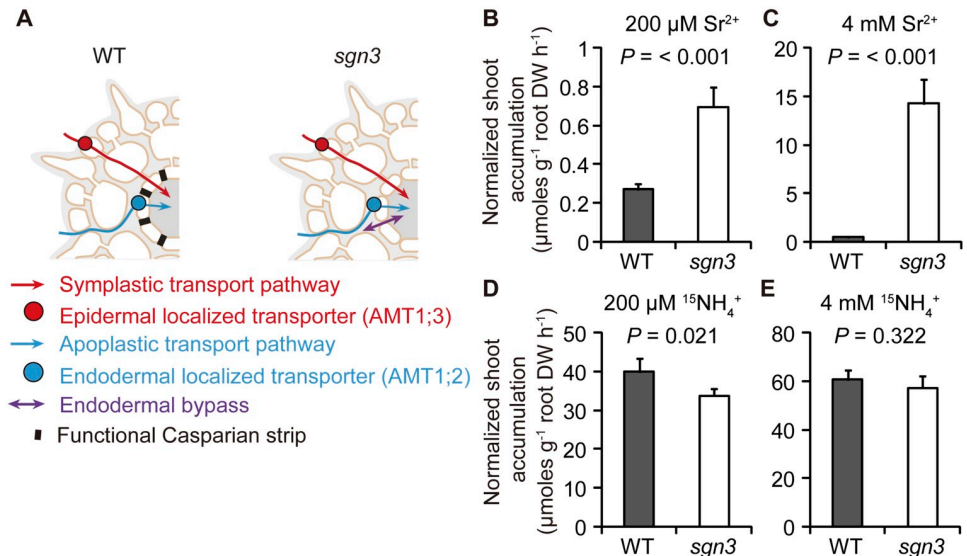 A
WT
sgn3
Symplastic transport pathway
Epidermal localized transporter (AMT1;3)
Apoplastic transport pathway
Endodermal localized transporter (AMT1;2)
Endodermal bypass
Functional Casparian strip
B
200 µM Sr²⁺
P = < 0.001
Normalized shoot
accumulation
(µmoles g⁻¹ root DW h⁻¹)
1
0.8
0.6
0.4
0.2
0
WT
sgn3
C
4 mM Sr²⁺
P = < 0.001
20
15
10
5
0
WT
sgn3
D
200 µM ¹⁵NH₄⁺
P = 0.021
Normalized shoot
accumulation
(µmoles g⁻¹ root DW h⁻¹)
50
40
30
20
10
0
WT
sgn3
E
4 mM ¹⁵NH₄⁺
P = 0.322
80
60
40
20
0
WT
sgn3